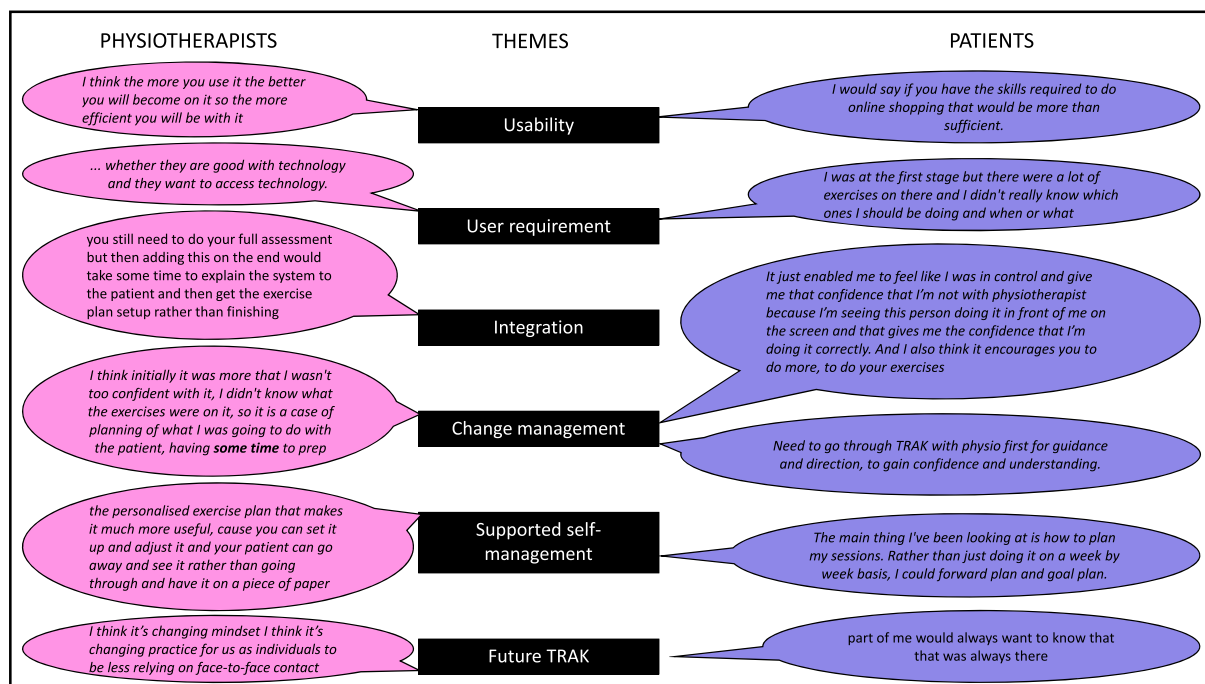 PHYSIOTHERAPISTS
THEMES
PATIENTS
I think the more you use it the better
you will become on it so the more
efficient you will be with it
Usability
I would say if you have the skills required to do
online shopping that would be more than
sufficient.
... whether they are good with technology
and they want to access technology.
User requirement
I was at the first stage but there were a lot of
exercises on there and I didn't really know which
ones I should be doing and when or what
you still need to do your full assessment
but then adding this on the end would
take some time to explain the system to
the patient and then get the exercise
plan setup rather than finishing
Integration
It just enabled me to feel like I was in control and give
me that confidence that I’m not with physiotherapist
because I’m seeing this person doing it in front of me on
the screen and that gives me the confidence that I’m
doing it correctly. And I also think it encourages you to
do more, to do your exercises
I think initially it was more that I wasn't
too confident with it, I didn't know what
the exercises were on it, so it is a case of
planning of what I was going to do with
the patient, having some time to prep
Change management
Need to go through TRAK with physio first for guidance
and direction, to gain confidence and understanding.
the personalised exercise plan that makes
it much more useful, cause you can set it
up and adjust it and your patient can go
away and see it rather than going
through and have it on a piece of paper
Supported self-
management
The main thing I've been looking at is how to plan
my sessions. Rather than just doing it on a week by
week basis, I could forward plan and goal plan.
I think it’s changing mindset I think it’s
changing practice for us as individuals to
be less relying on face-to-face contact
Future TRAK
part of me would always want to know that
that was always there